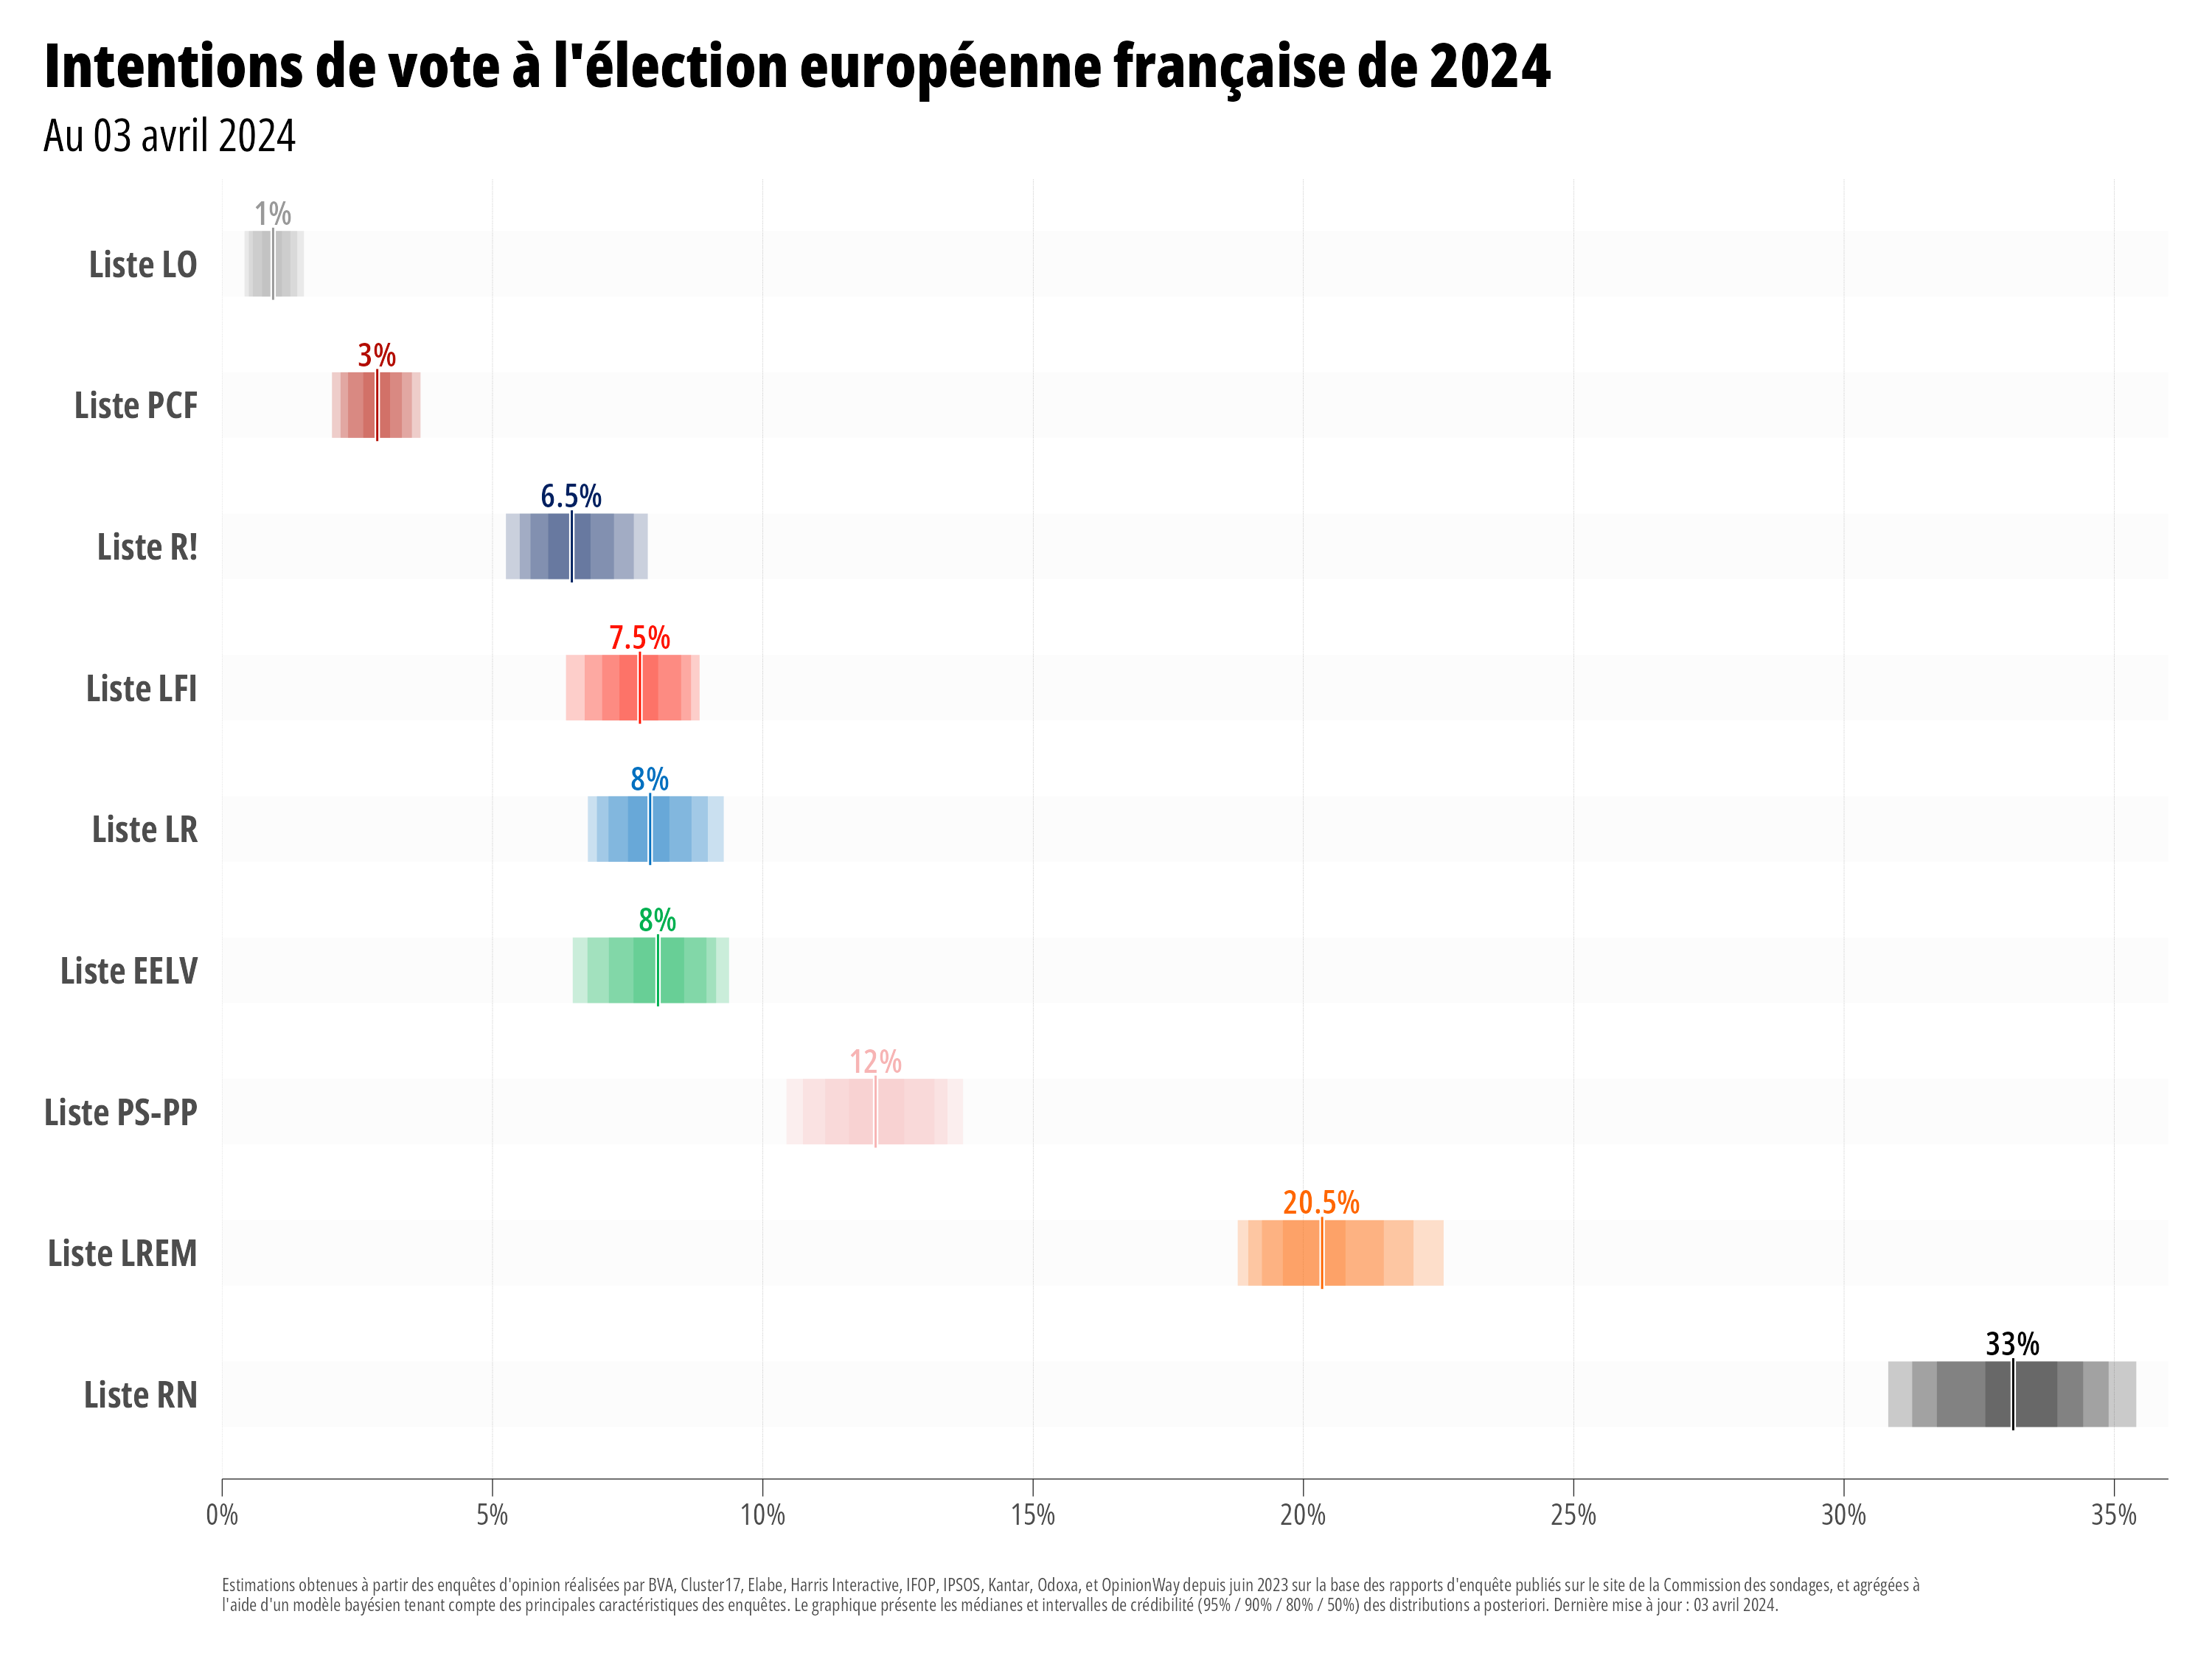 Intentions de vote à l'élection européenne française de 2024
Au 03 avril 2024
1%
Liste LO
3%
Liste PCF
6.5%
Liste R!
7.5%
Liste LFI
8%
Liste LR
8%
Liste EELV
12%
Liste PS-PP
20.5%
Liste LREM
33%
Liste RN
0% 5% 10% 15% 20% 25% 30% 35%
Estimations obtenues à partir des enquêtes d'opinion réalisées par BVA, Cluster17, Elabe, Harris Interactive, IFOP, IPSOS, Kantar, Odoxa, et OpinionWay depuis juin 2023 sur la base des rapports d'enquête publiés sur le site de la Commission des sondages, et agrégées à
l'aide d'un modèle bayésien tenant compte des principales caractéristiques des enquêtes. Le graphique présente les médianes et intervalles de crédibilité (95% / 90% / 80% / 50%) des distributions a posteriori. Dernière mise à jour : 03 avril 2024.